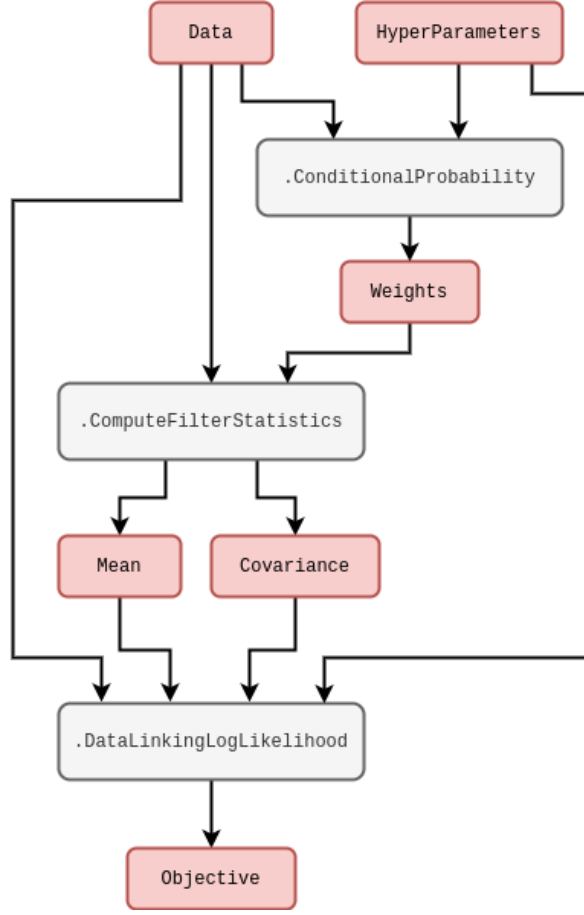 Data
HyperParameters
.ConditionalProbability
Weights
.ComputeFilterStatistics
Mean
Covariance
.DataLinkingLogLikelihood
Objective